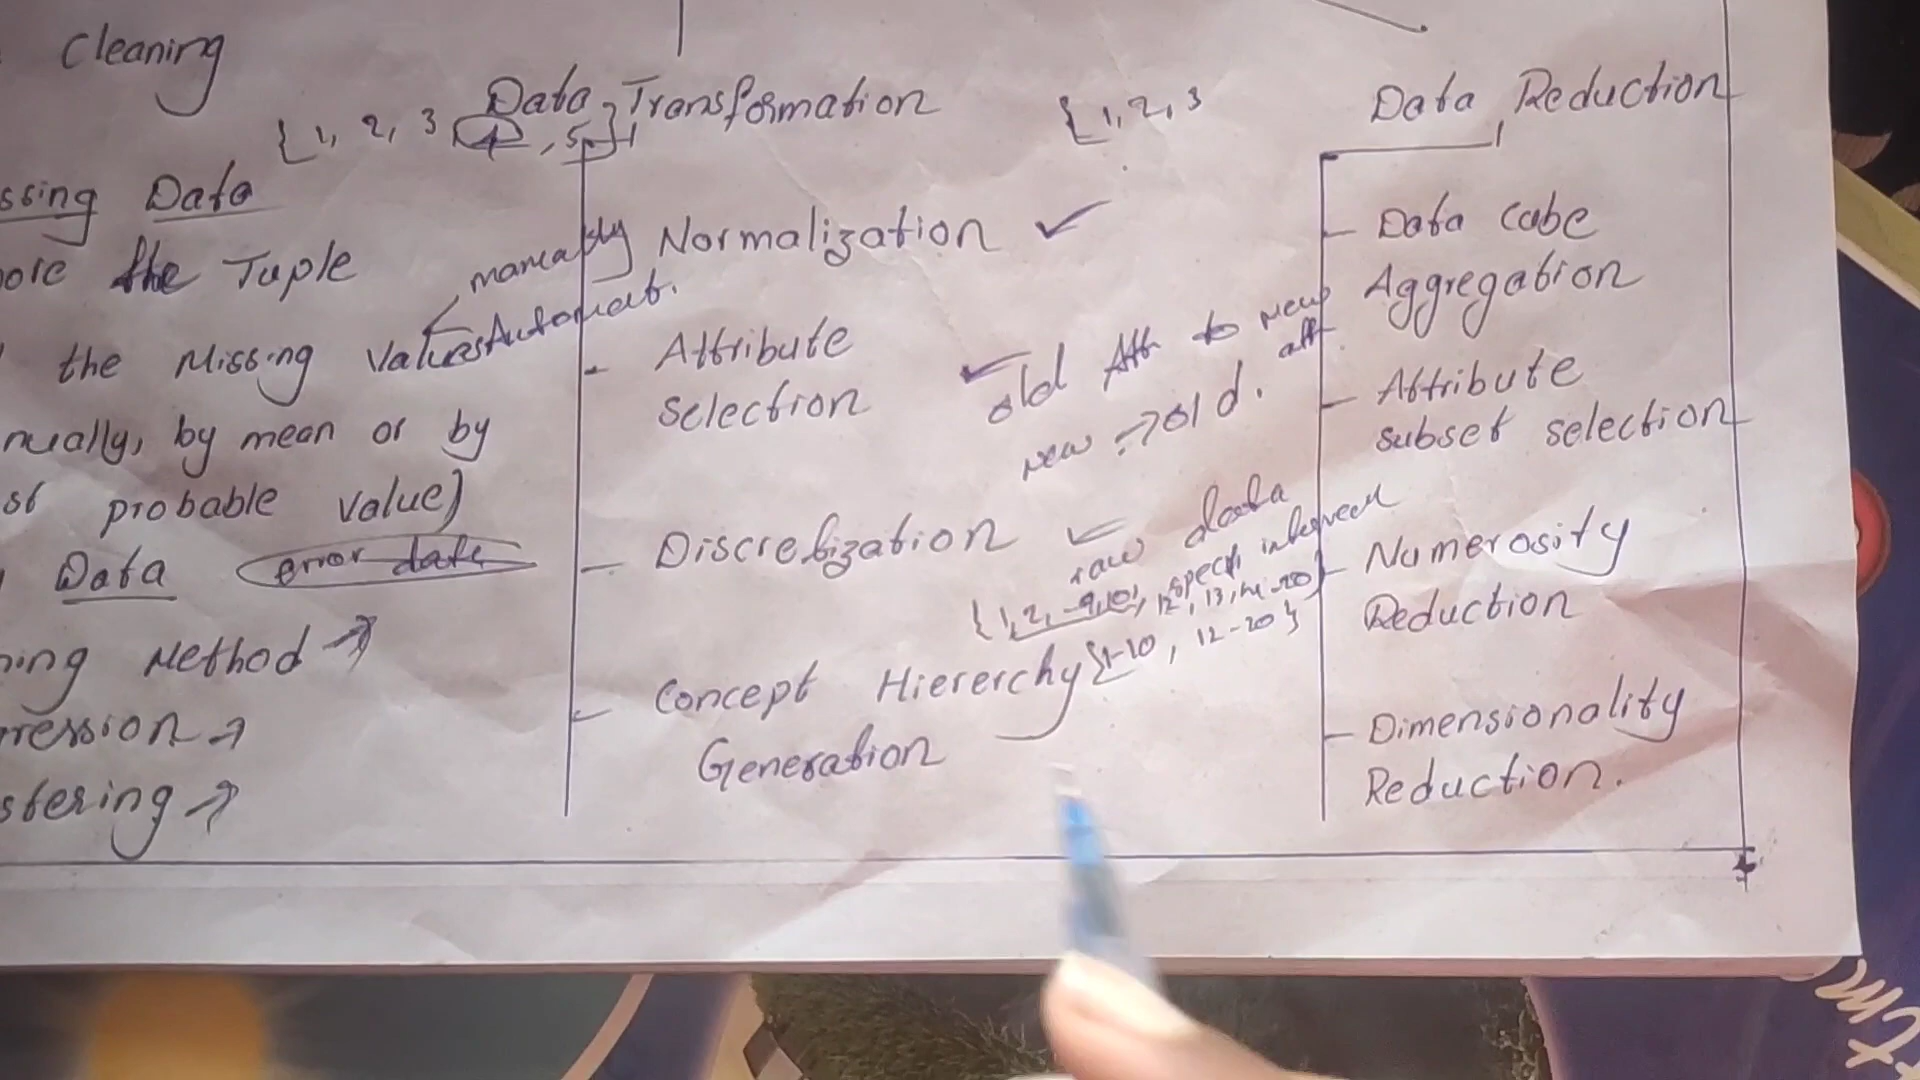 Cleaning
{1, 2, 3 4, 5}
ssing Data
ore the Tuple
manually
Automat.
the Missing Values
nually, by mean or by
st probable value)
Data error data
ning Method →
ression →
stering →
Data Transformation
{1, 2, 3
Normalization ✓
- Attribute
selection ✓
old Att to new
att
new → old.
- Discretization ✓
raw data
{1, 2, -9, 10, 12, 13, 14 -20}
{1-10, 12-20}
- Concept Hiererchy
Generation
Data Reduction
- Data cube
Aggregation
- Attribute
subset selection
- Numerosity
Reduction
- Dimensionality
Reduction.